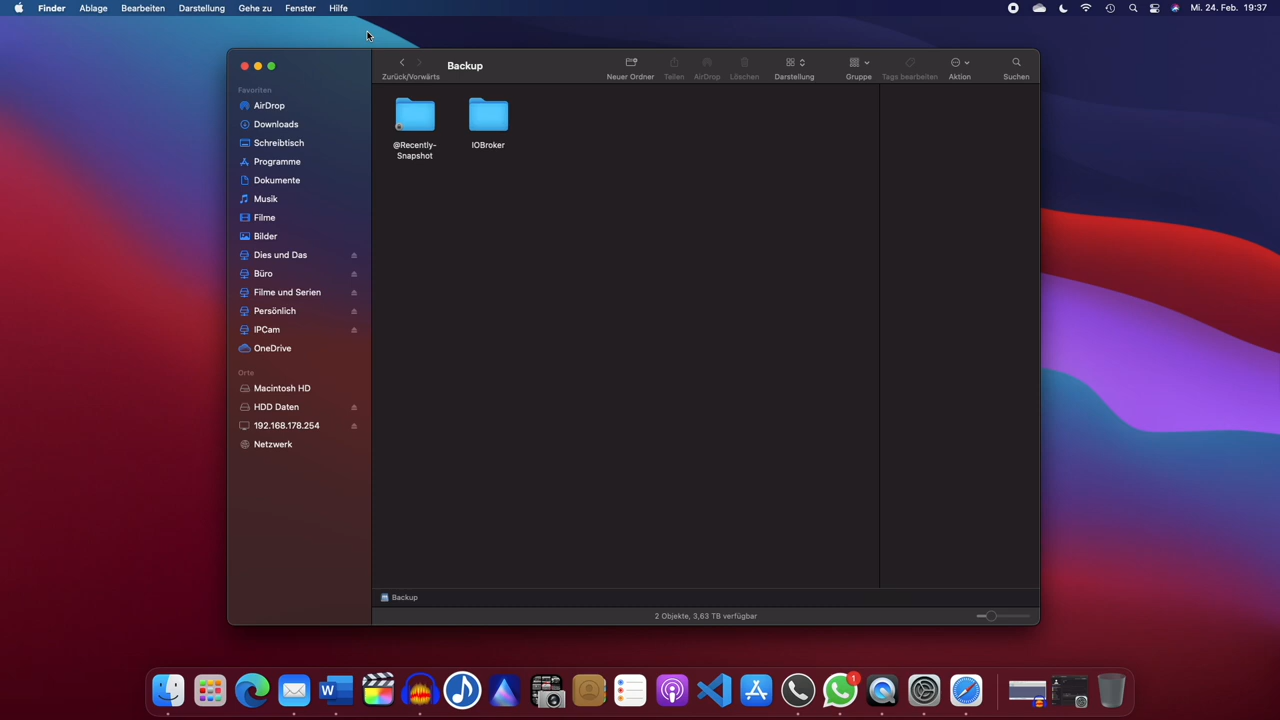 Finder Ablage Bearbeiten Darstellung Gehe zu Fenster Hilfe Mi. 24. Feb. 19:37
Backup
Zurück/Vorwärts Neuer Ordner Teilen AirDrop Löschen Darstellung Gruppe Tags bearbeiten Aktion Suchen
Favoriten
AirDrop
Downloads
Schreibtisch
Programme
Dokumente
Musik
Filme
Bilder
Dies und Das
Büro
Filme und Serien
Persönlich
IPCam
OneDrive
Orte
Macintosh HD
HDD Daten
192.168.178.254
Netzwerk
@Recently-
Snapshot
IOBroker
Backup
2 Objekte, 3,63 TB verfügbar
W
1